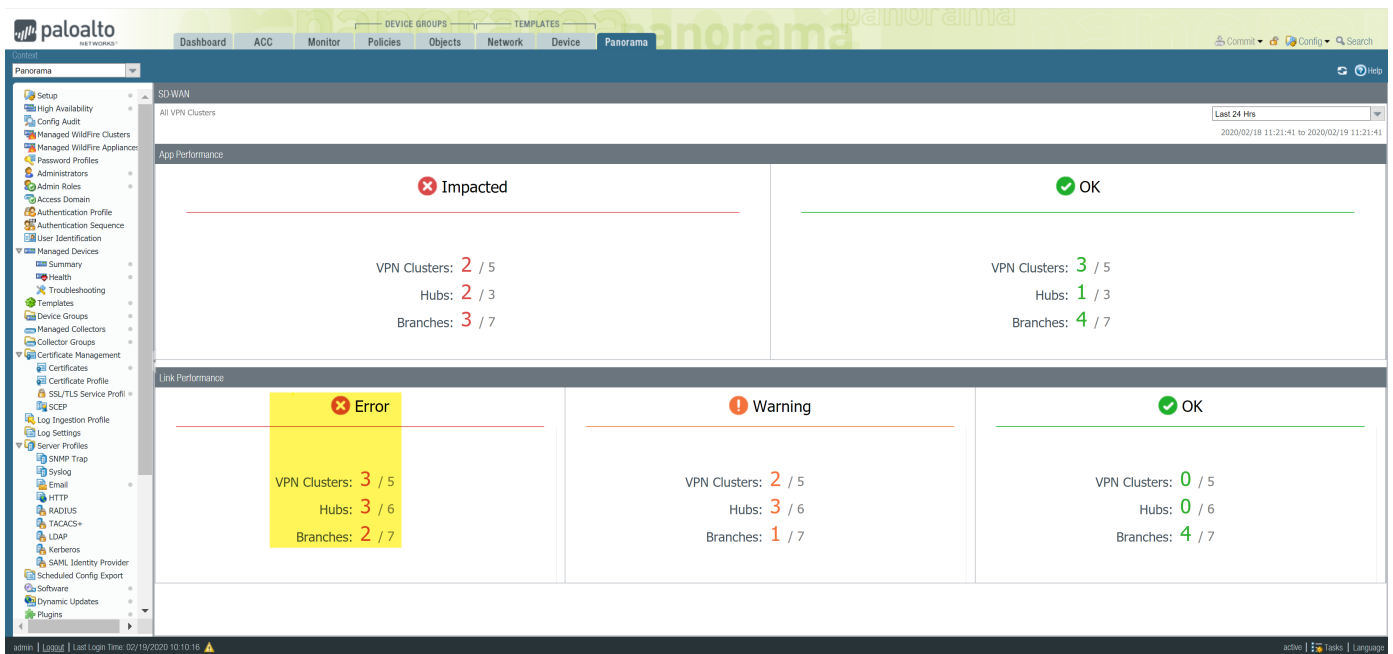 panorama panorama panorama panorama
paloalto
NETWORKS®
DEVICE GROUPS TEMPLATES
Dashboard ACC Monitor Policies Objects Network Device Panorama
Commit Config Search
Context
Panorama
Help
Setup
High Availability
Config Audit
Managed WildFire Clusters
Managed WildFire Appliances
Password Profiles
Administrators
Admin Roles
Access Domain
Authentication Profile
Authentication Sequence
User Identification
Managed Devices
Summary
Health
Troubleshooting
Templates
Device Groups
Managed Collectors
Collector Groups
Certificate Management
Certificates
Certificate Profile
SSL/TLS Service Profil
SCEP
Log Ingestion Profile
Log Settings
Server Profiles
SNMP Trap
Syslog
Email
HTTP
RADIUS
TACACS+
LDAP
Kerberos
SAML Identity Provider
Scheduled Config Export
Software
Dynamic Updates
Plugins
SD-WAN
All VPN Clusters
Last 24 Hrs
2020/02/18 11:21:41 to 2020/02/19 11:21:41
App Performance
Impacted
VPN Clusters: 2 / 5
Hubs: 2 / 3
Branches: 3 / 7
OK
VPN Clusters: 3 / 5
Hubs: 1 / 3
Branches: 4 / 7
Link Performance
Error
VPN Clusters: 3 / 5
Hubs: 3 / 6
Branches: 2 / 7
Warning
VPN Clusters: 2 / 5
Hubs: 3 / 6
Branches: 1 / 7
OK
VPN Clusters: 0 / 5
Hubs: 0 / 6
Branches: 4 / 7
admin | Logout | Last Login Time: 02/19/2020 10:10:16
active | Tasks | Language